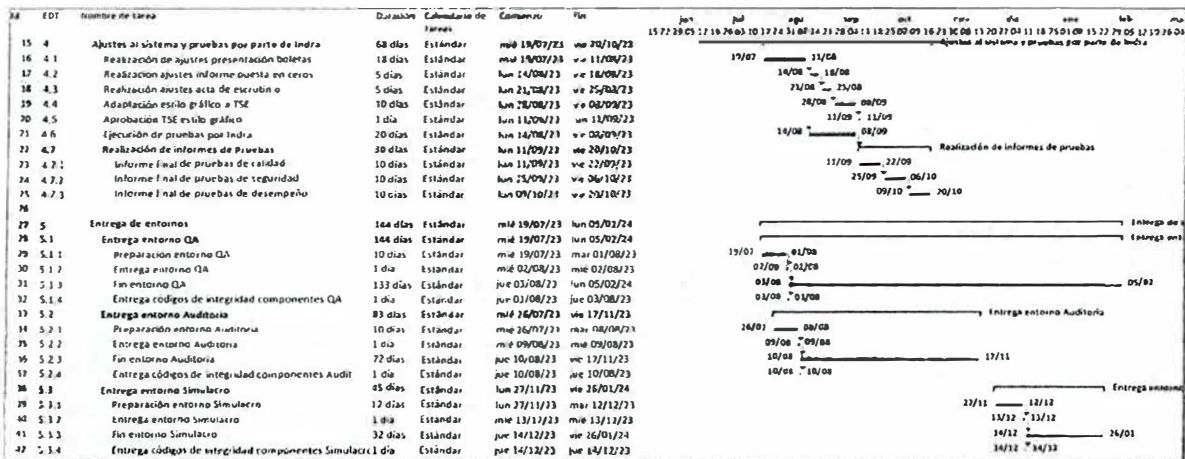 Id EDT Nombre de tarea Duración Calendario de tareas Comienzo Fin jun jul ago sep oct nov dic ene feb
15 4 Ajustes al sistema y pruebas por parte de Indra 68 días Estándar mié 19/07/23 vie 20/10/23 Ajustes al sistema y pruebas por parte de Indra
16 4.1 Realización de ajustes presentación boletas 18 días Estándar mié 19/07/23 vie 11/08/23 19/07 11/08
17 4.2 Realización ajustes informe puesta en ceros 5 días Estándar lun 14/08/23 vie 18/08/23 14/08 18/08
18 4.3 Realización ajustes acta de escrutinio 5 días Estándar lun 21/08/23 vie 25/08/23 21/08 25/08
19 4.4 Adaptación estilo gráfico a TSE 10 días Estándar lun 28/08/23 vie 08/09/23 28/08 08/09
20 4.5 Aprobación TSE estilo gráfico 1 día Estándar lun 11/09/23 lun 11/09/23 11/09 11/09
21 4.6 Ejecución de pruebas por Indra 20 días Estándar lun 14/08/23 vie 08/09/23 14/08 08/09
22 4.7 Realización de informes de Pruebas 30 días Estándar lun 11/09/23 vie 20/10/23 Realización de informes de pruebas
23 4.7.1 Informe final de pruebas de calidad 10 días Estándar lun 11/09/23 vie 22/09/23 11/09 22/09
24 4.7.2 Informe final de pruebas de seguridad 10 días Estándar lun 25/09/23 vie 06/10/23 25/09 06/10
25 4.7.3 Informe final de pruebas de desempeño 10 días Estándar lun 09/10/23 vie 20/10/23 09/10 20/10
26
27 5 Entrega de entornos 144 días Estándar mié 19/07/23 lun 05/02/24 Entrega de
28 5.1 Entrega entorno QA 144 días Estándar mié 19/07/23 lun 05/02/24 Entrega ent
29 5.1.1 Preparación entorno QA 10 días Estándar mié 19/07/23 mar 01/08/23 19/07 01/08
30 5.1.2 Entrega entorno QA 1 día Estándar mié 02/08/23 mié 02/08/23 02/08 02/08
31 5.1.3 Fin entorno QA 133 días Estándar jue 03/08/23 lun 05/02/24 03/08 05/02
32 5.1.4 Entrega códigos de integridad componentes QA 1 día Estándar jue 03/08/23 jue 03/08/23 03/08 03/08
33 5.2 Entrega entorno Auditoria 83 días Estándar mié 26/07/23 vie 17/11/23 Entrega entorno Auditoria
34 5.2.1 Preparación entorno Auditoria 10 días Estándar mié 26/07/23 mar 08/08/23 26/07 08/08
35 5.2.2 Entrega entorno Auditoria 1 día Estándar mié 09/08/23 mié 09/08/23 09/08 09/08
36 5.2.3 Fin entorno Auditoria 72 días Estándar jue 10/08/23 vie 17/11/23 10/08 17/11
37 5.2.4 Entrega códigos de integridad componentes Audit 1 día Estándar jue 10/08/23 jue 10/08/23 10/08 10/08
38 5.3 Entrega entorno Simulacro 45 días Estándar lun 27/11/23 vie 26/01/24 Entrega entorno
39 5.3.1 Preparación entorno Simulacro 12 días Estándar lun 27/11/23 mar 12/12/23 27/11 12/12
40 5.3.2 Entrega entorno Simulacro 1 día Estándar mié 13/12/23 mié 13/12/23 13/12 13/12
41 5.3.3 Fin entorno Simulacro 32 días Estándar jue 14/12/23 vie 26/01/24 14/12 26/01
42 5.3.4 Entrega códigos de integridad componentes Simulacro 1 día Estándar jue 14/12/23 jue 14/12/23 14/12 14/12